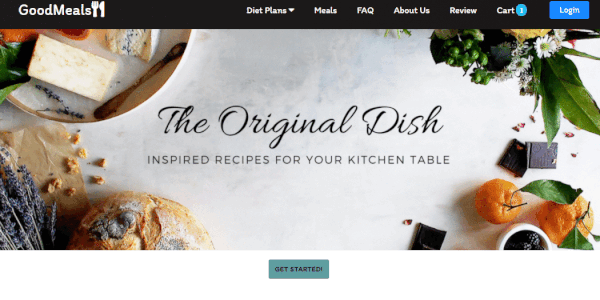 GoodMeals
Diet Plans Meals FAQ About Us Review Cart 1 Login
The Original Dish
INSPIRED RECIPES FOR YOUR KITCHEN TABLE
GET STARTED!